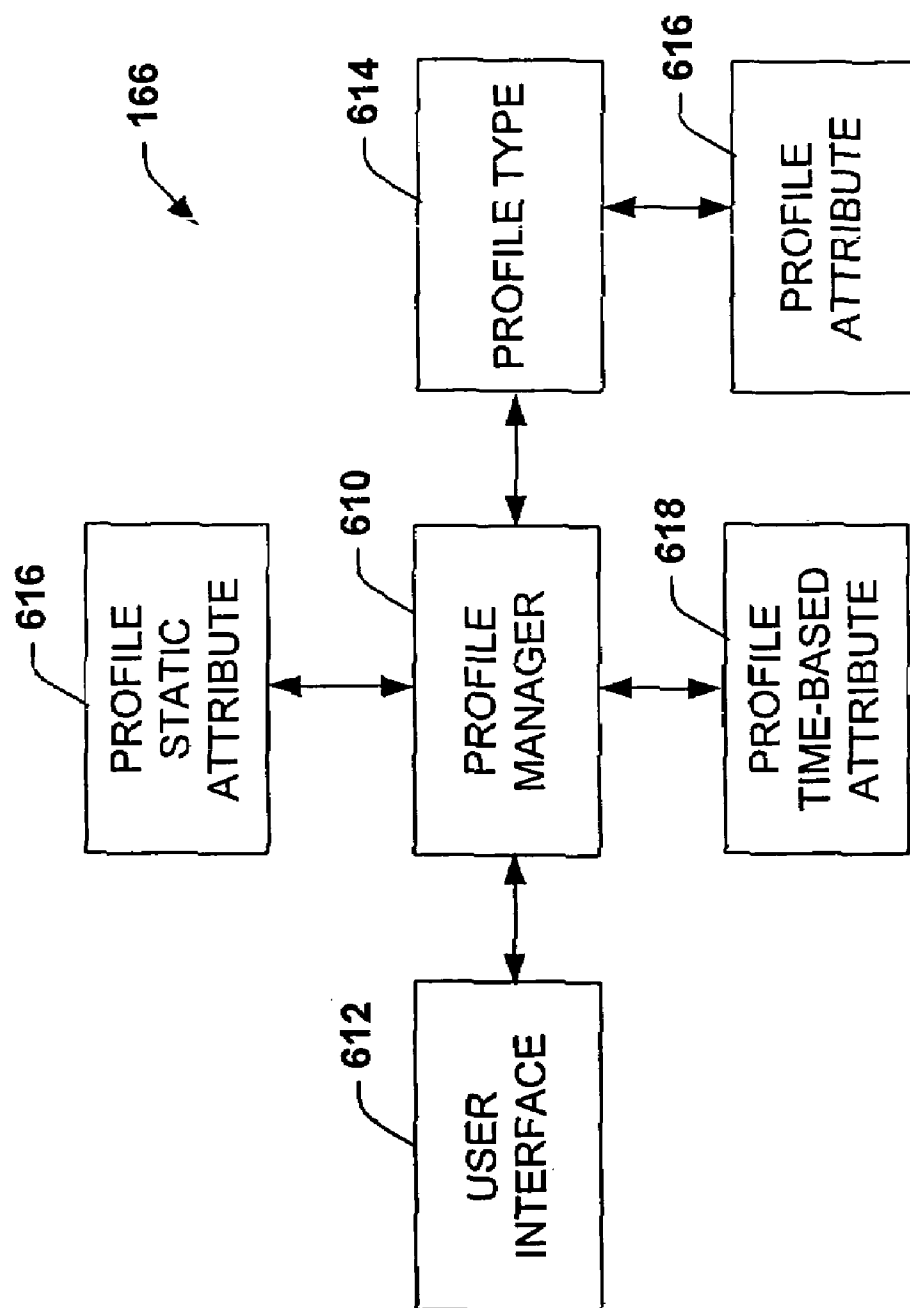 166
616
PROFILE
STATIC
ATTRIBUTE
612
USER
INTERFACE
610
PROFILE
MANAGER
614
PROFILE TYPE
618
PROFILE
TIME-BASED
ATTRIBUTE
616
PROFILE
ATTRIBUTE